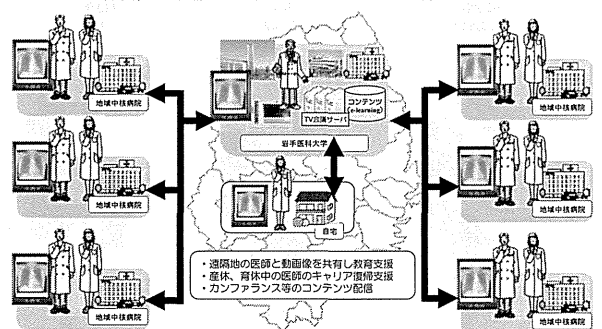 地域中核病院
地域中核病院
地域中核病院
コンテンツ
(e-learning)
TV会議サーバ
岩手医科大学
自宅
・遠隔地の医師と動画像を共有し教育支援
・産休、育休中の医師のキャリア復帰支援
・カンファランス等のコンテンツ配信
地域中核病院
地域中核病院
地域中核病院